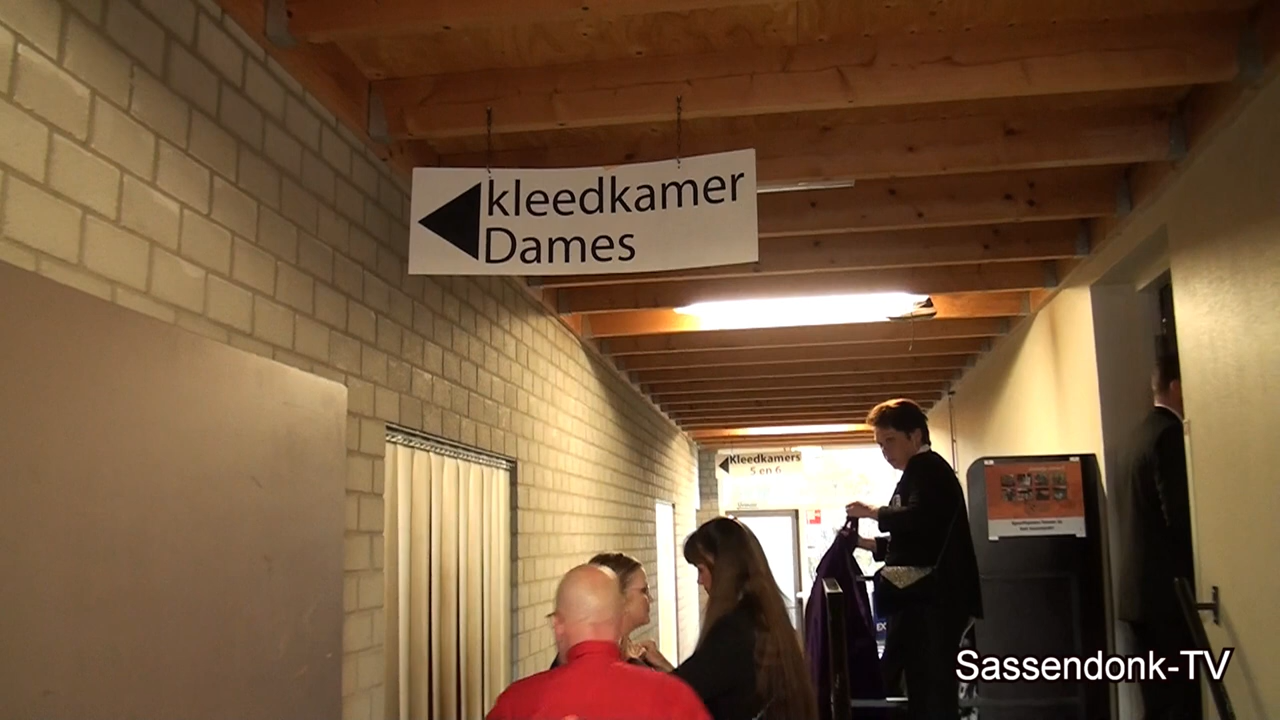 kleedkamer
Dames
Kleedkamers
5 en 6
Sassendonk-TV